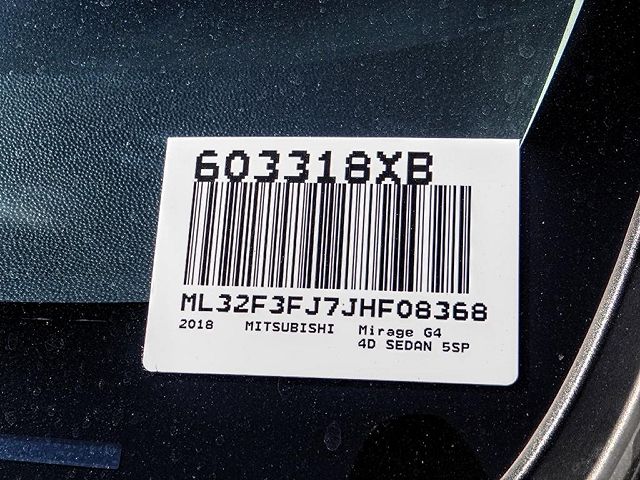 603318XB
ML32F3FJ7JHF08368
2018 MITSUBISHI Mirage G4
4D SEDAN 5SP